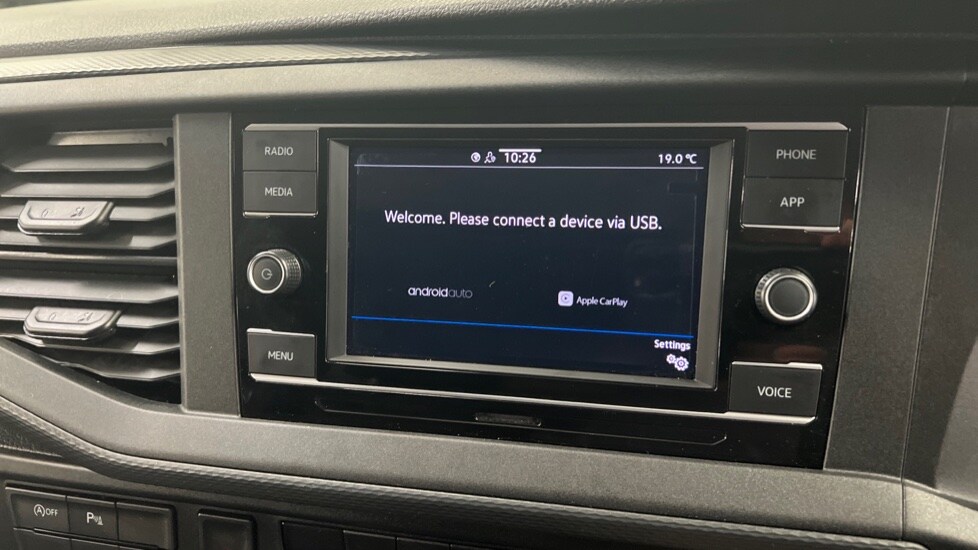 RADIO
MEDIA
MENU
10:26
19.0 °C
Welcome. Please connect a device via USB.
androidauto
Apple CarPlay
Settings
PHONE
APP
VOICE
A OFF
P